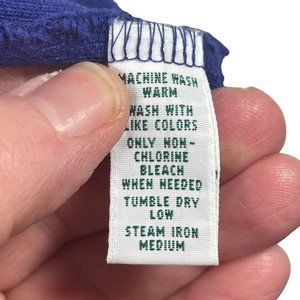 MACHINE WASH
WARM
WASH WITH
LIKE COLORS
ONLY NON-
CHLORINE
BLEACH
WHEN NEEDED
TUMBLE DRY
LOW
STEAM IRON
MEDIUM